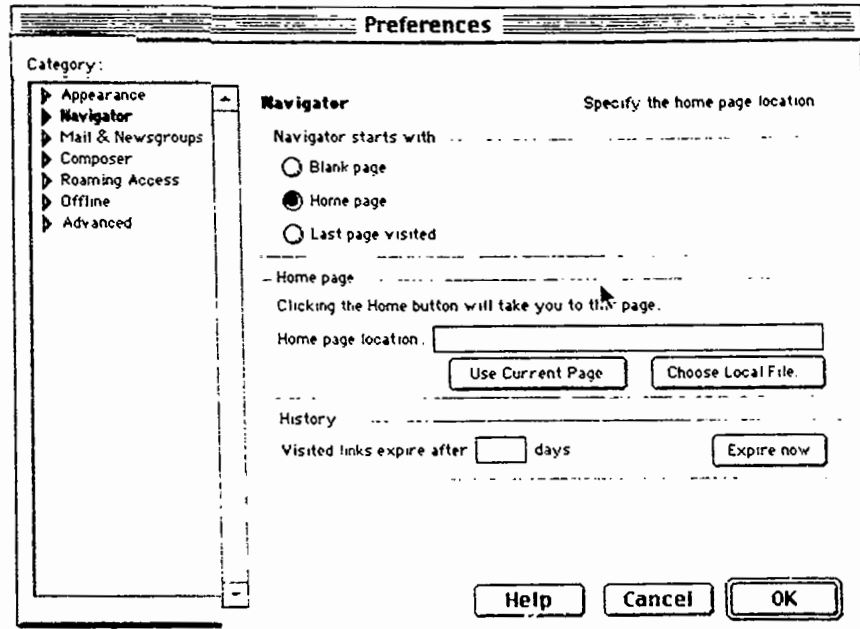 Preferences
Category:
Appearance
Navigator
Mail & Newsgroups
Composer
Roaming Access
Offline
Advanced
Navigator
Specify the home page location
Navigator starts with
Blank page
Home page
Last page visited
Home page
Clicking the Home button will take you to this page.
Home page location.
Use Current Page
Choose Local File.
History
Visited links expire after
days
Expire now
Help
Cancel
OK